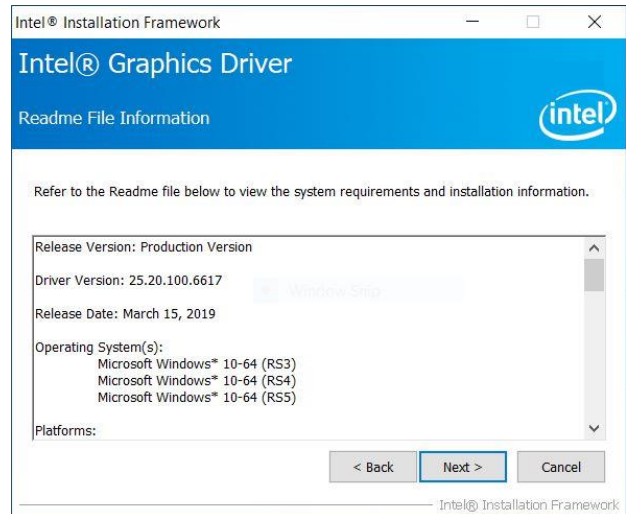 Intel® Installation Framework
Intel® Graphics Driver
Readme File Information
intel
Refer to the Readme file below to view the system requirements and installation information.
Release Version: Production Version
Driver Version: 25.20.100.6617
Window Snip
Release Date: March 15, 2019
Operating System(s):
Microsoft Windows* 10-64 (RS3)
Microsoft Windows* 10-64 (RS4)
Microsoft Windows* 10-64 (RS5)
Platforms:
< Back
Next >
Cancel
Intel® Installation Framework